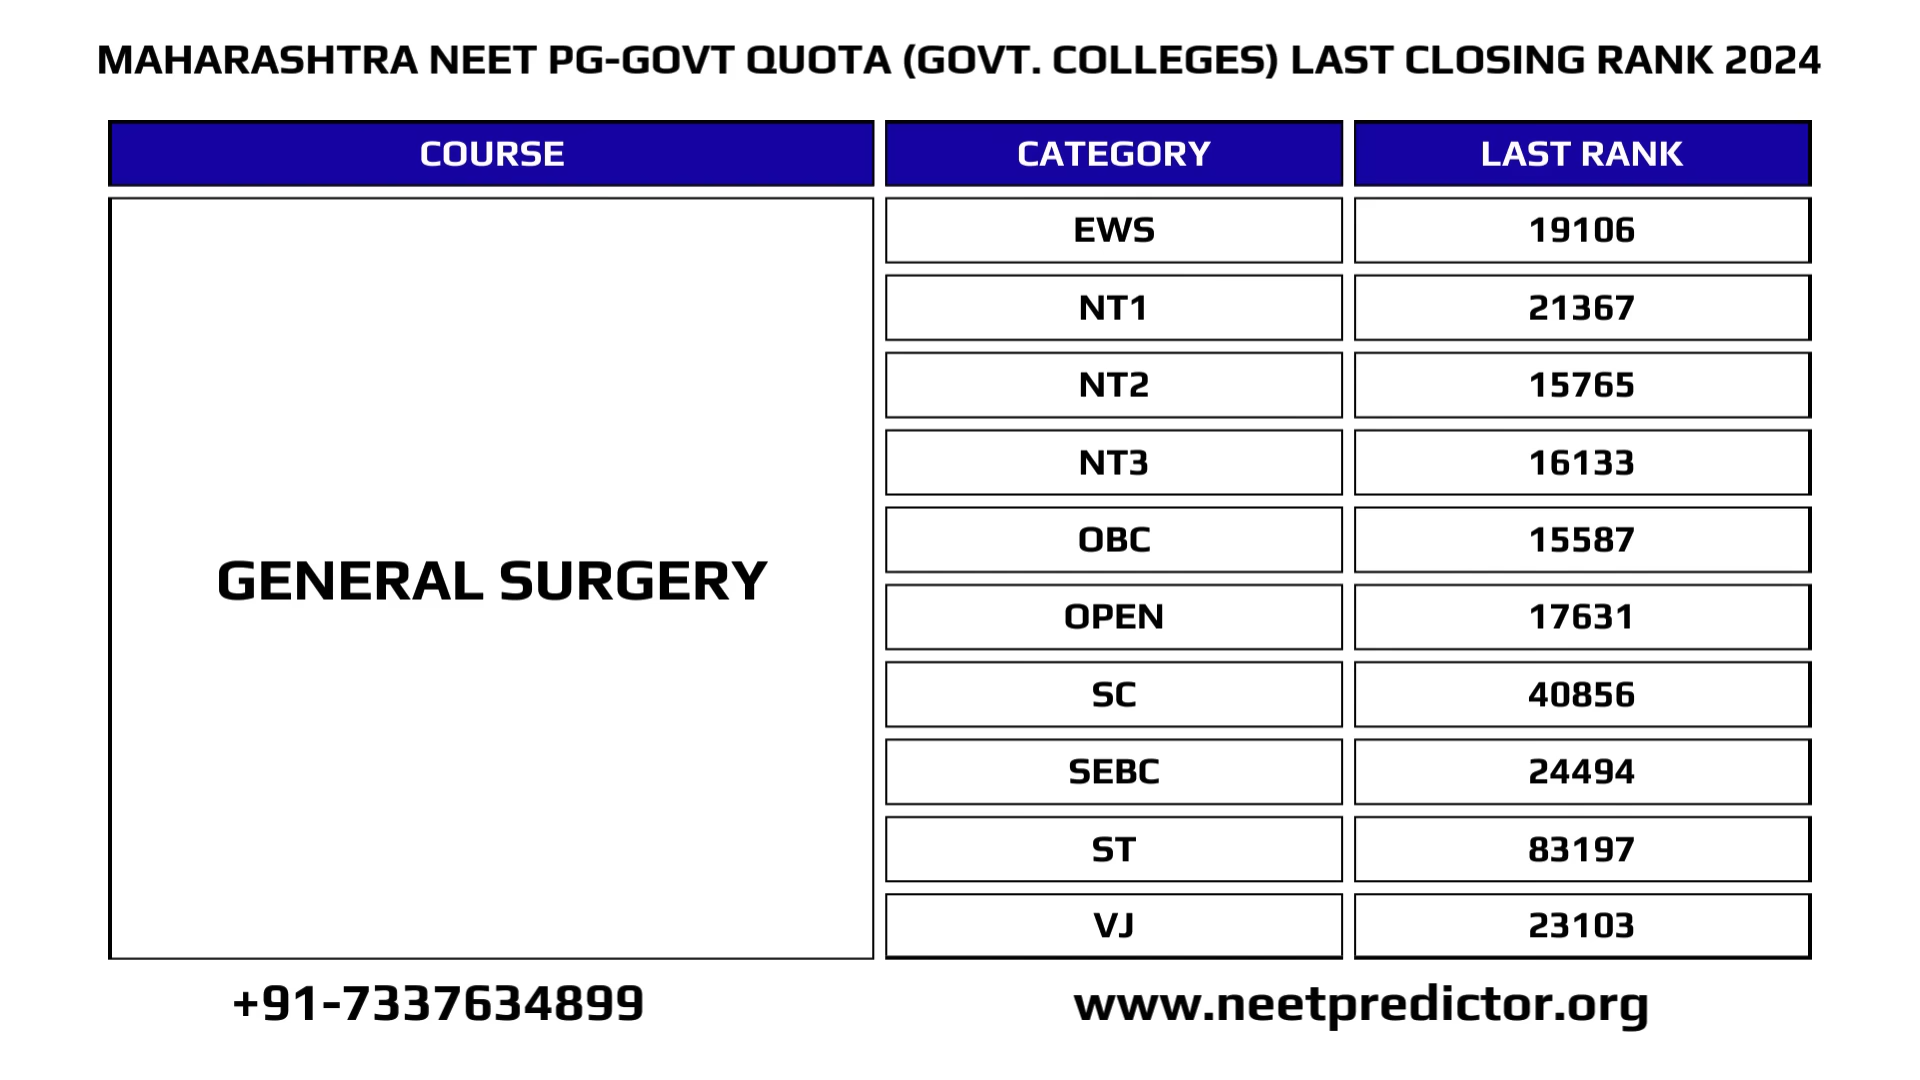 MAHARASHTRA NEET PG-GOVT QUOTA (GOVT. COLLEGES) LAST CLOSING RANK 2024
COURSE CATEGORY LAST RANK
EWS 19106
NT1 21367
NT2 15765
NT3 16133
OBC 15587
GENERAL SURGERY
OPEN 17631
SC 40856
SEBC 24494
ST 83197
VJ 23103
+91-7337634899 www.neetpredictor.org